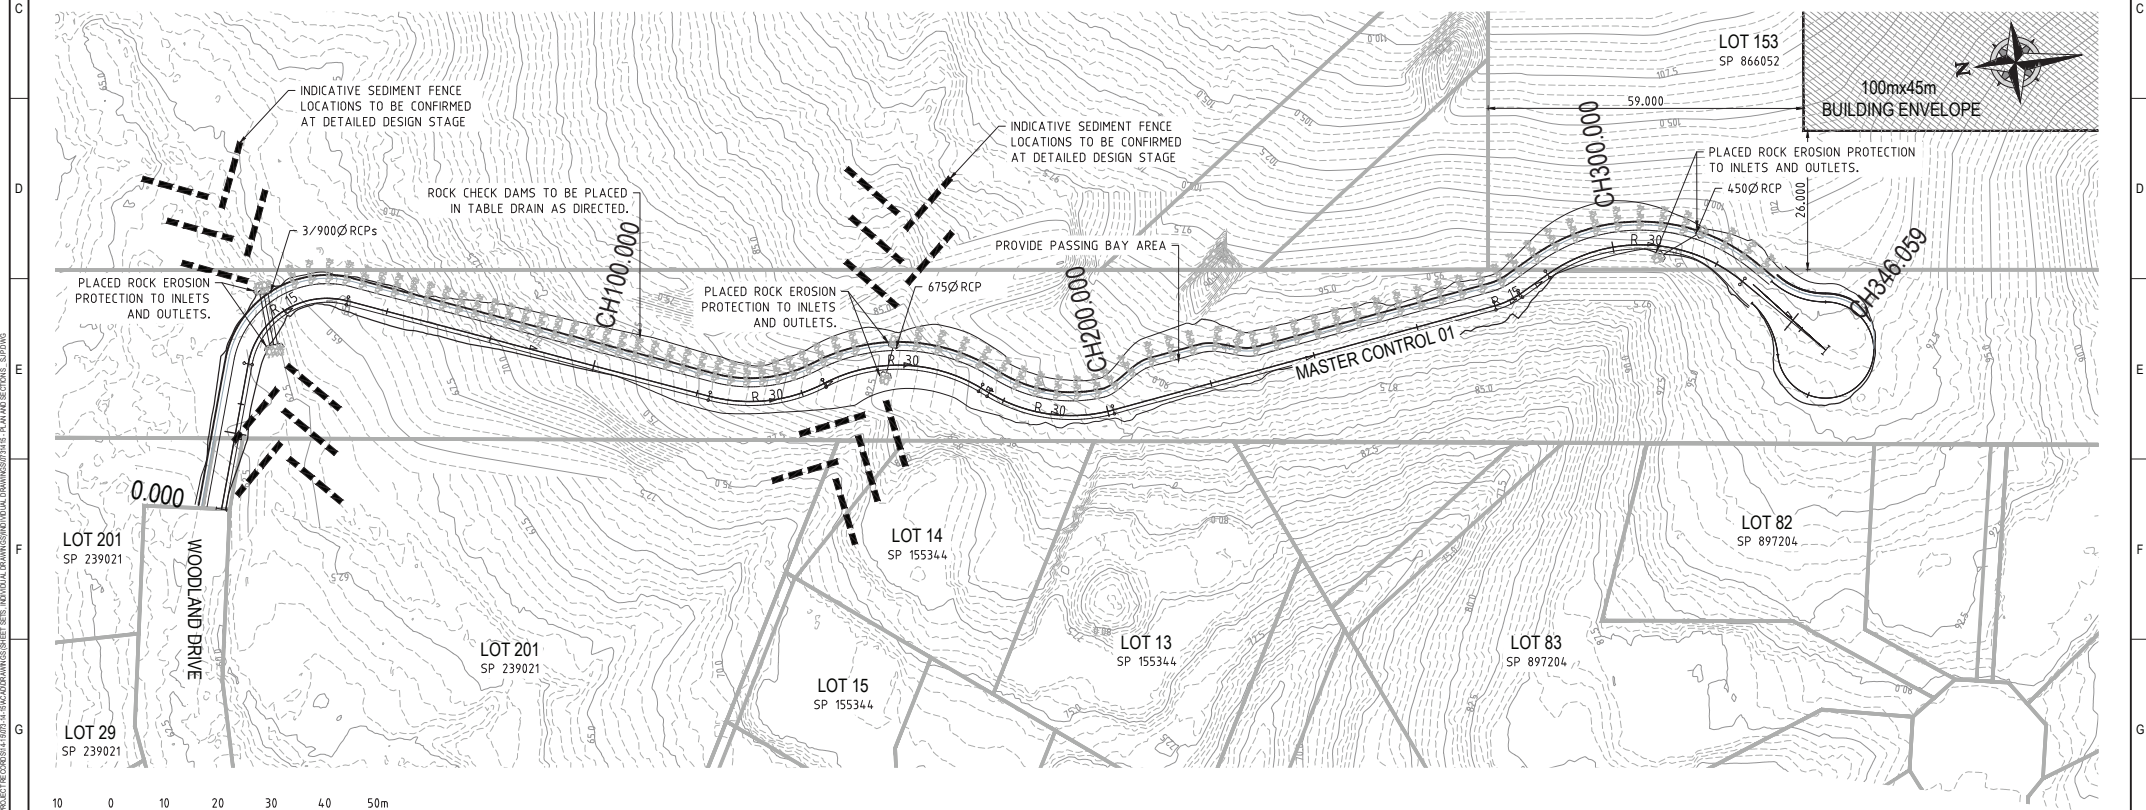 C
C
LOT 153
SP 866052
N
100mx45m
BUILDING ENVELOPE
59.000
26.000
INDICATIVE SEDIMENT FENCE
LOCATIONS TO BE CONFIRMED
AT DETAILED DESIGN STAGE
INDICATIVE SEDIMENT FENCE
LOCATIONS TO BE CONFIRMED
AT DETAILED DESIGN STAGE
PLACED ROCK EROSION PROTECTION
TO INLETS AND OUTLETS.
450Ø RCP
CH300.000
D
D
ROCK CHECK DAMS TO BE PLACED
IN TABLE DRAIN AS DIRECTED.
3/900Ø RCPs
CH100.000
PROVIDE PASSING BAY AREA
CH200.000
CH346.059
PLACED ROCK EROSION
PROTECTION TO INLETS
AND OUTLETS.
PLACED ROCK EROSION
PROTECTION TO INLETS
AND OUTLETS.
675Ø RCP
R 15
R 30
R 30
R 30
R 15
R 30
MASTER CONTROL 01
E
E
0.000
WOODLAND DRIVE
LOT 201
SP 239021
LOT 14
SP 155344
LOT 82
SP 897204
F
F
LOT 201
SP 239021
LOT 13
SP 155344
LOT 83
SP 897204
LOT 15
SP 155344
LOT 29
SP 239021
G
G
10 0 10 20 30 40 50m